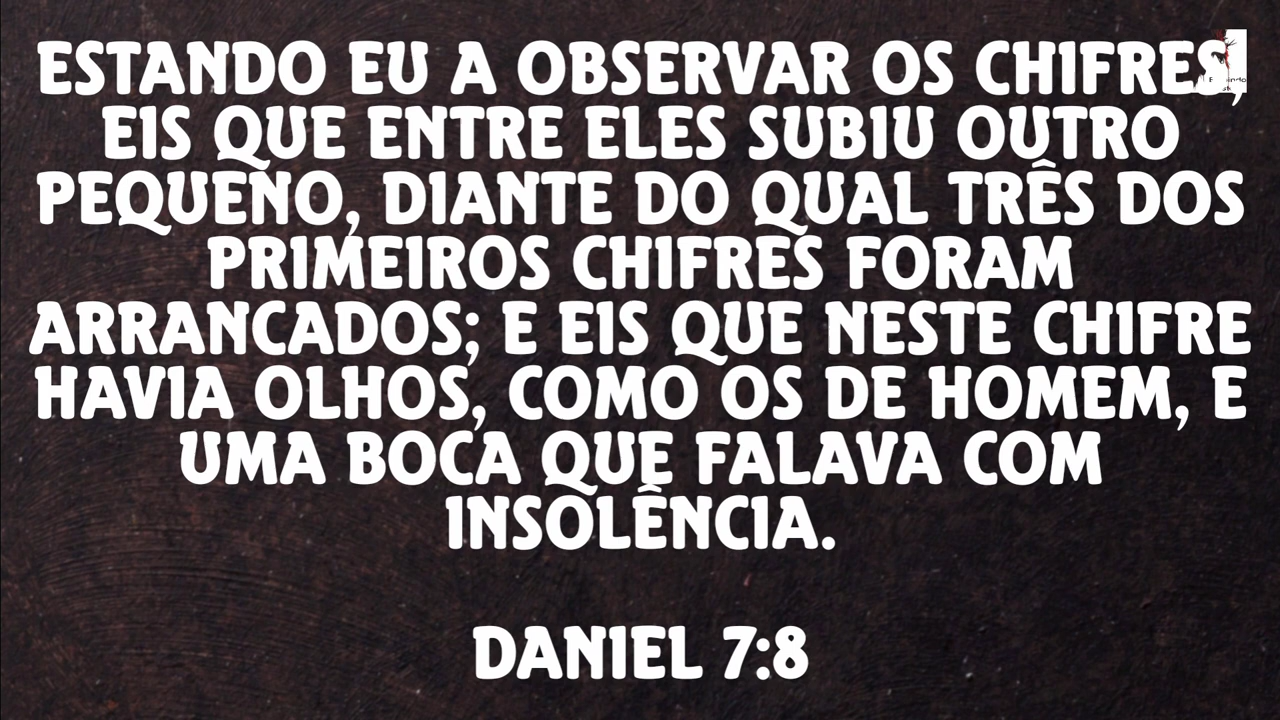 ESTANDO EU A OBSERVAR OS CHIFRES,
EIS QUE ENTRE ELES SUBIU OUTRO
PEQUENO, DIANTE DO QUAL TRÊS DOS
PRIMEIROS CHIFRES FORAM
ARRANCADOS; E EIS QUE NESTE CHIFRE
HAVIA OLHOS, COMO OS DE HOMEM, E
UMA BOCA QUE FALAVA COM
INSOLÊNCIA.
DANIEL 7:8